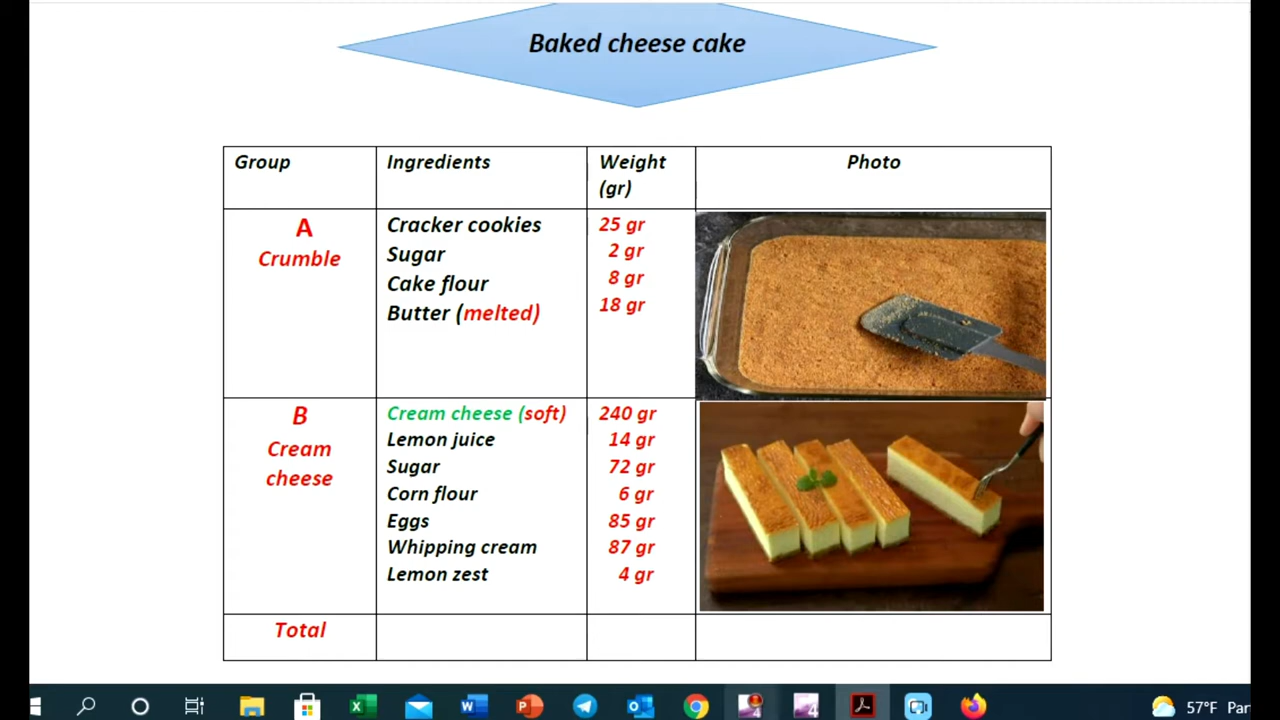 Baked cheese cake
Group Ingredients Weight (gr) Photo
A Crumble
Cracker cookies 25 gr
Sugar 2 gr
Cake flour 8 gr
Butter (melted) 18 gr
B Cream cheese
Cream cheese (soft) 240 gr
Lemon juice 14 gr
Sugar 72 gr
Corn flour 6 gr
Eggs 85 gr
Whipping cream 87 gr
Lemon zest 4 gr
Total
57°F Par